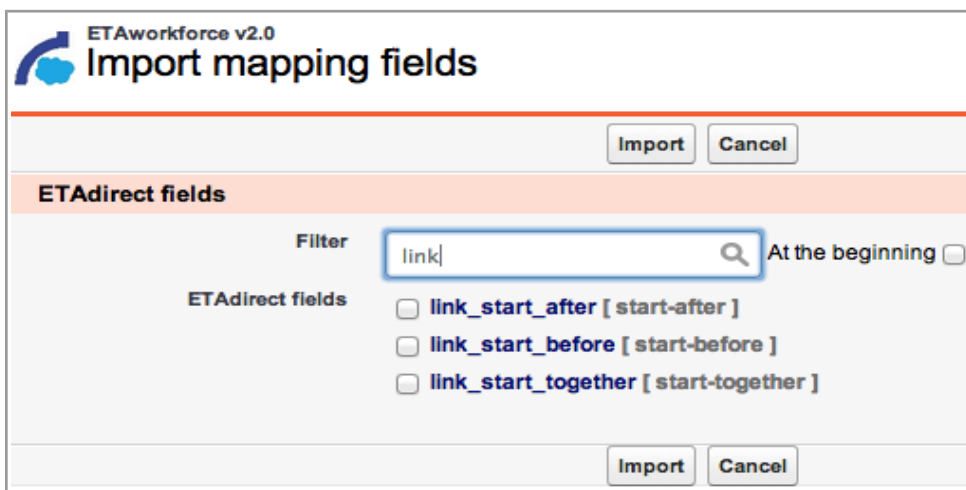 ETAworkforce v2.0
Import mapping fields
Import Cancel
ETAdirect fields
Filter link At the beginning
ETAdirect fields link_start_after [ start-after ]
link_start_before [ start-before ]
link_start_together [ start-together ]
Import Cancel